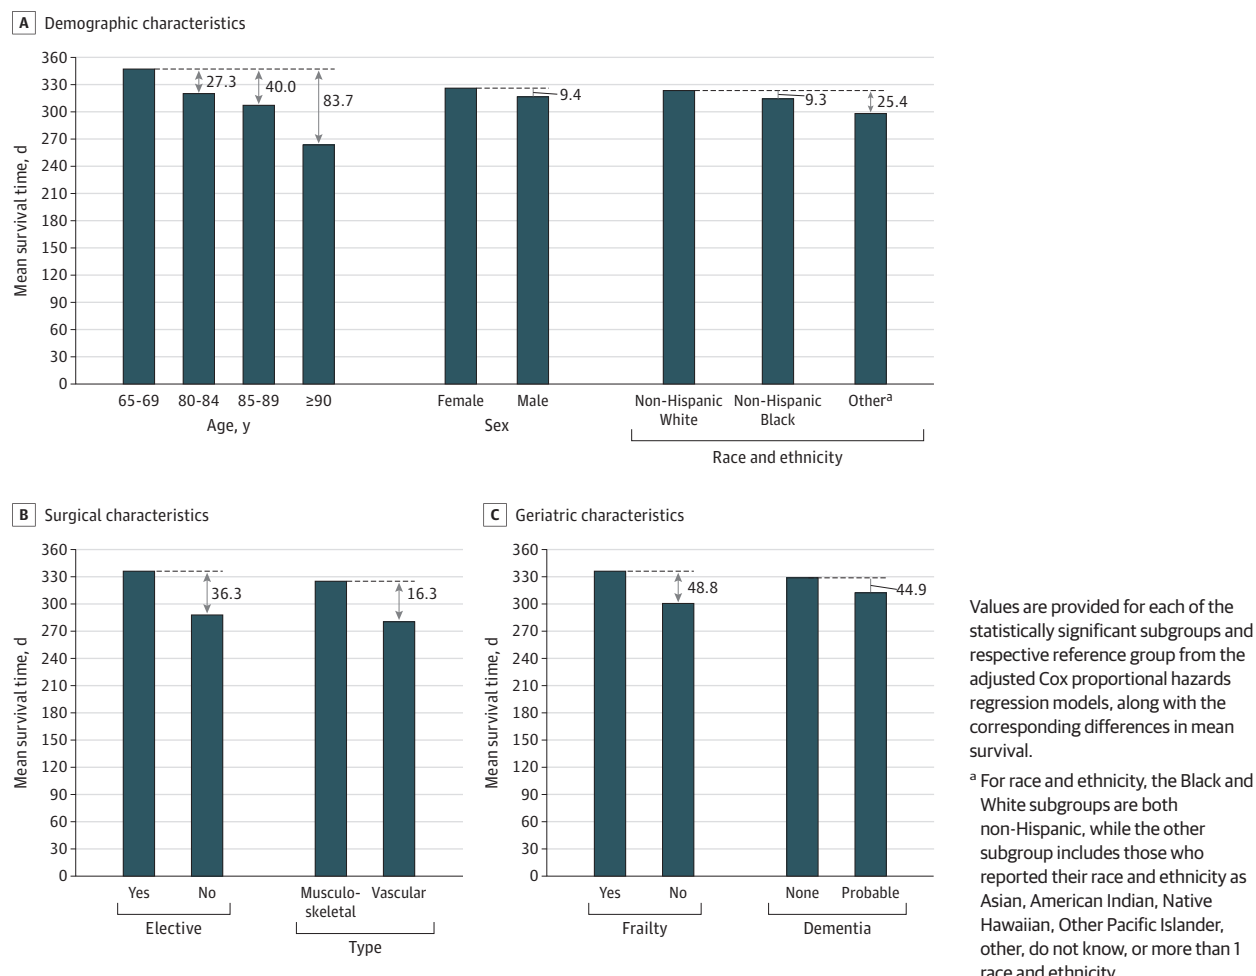 A Demographic characteristics
360
330
300
270
240
210
180
150
120
90
60
30
0
Mean survival time, d
27.3
40.0
83.7
9.4
9.3
25.4
65-69 80-84 85-89 ≥90
Age, y
Female Male
Sex
Non-Hispanic White
Non-Hispanic Black
Otherᵃ
Race and ethnicity
B Surgical characteristics
360
330
300
270
240
210
180
150
120
90
60
30
0
Mean survival time, d
36.3
16.3
Yes No
Elective
Musculo-
skeletal
Vascular
Type
C Geriatric characteristics
360
330
300
270
240
210
180
150
120
90
60
30
0
Mean survival time, d
48.8
44.9
Yes No
Frailty
None Probable
Dementia
Values are provided for each of the
statistically significant subgroups and
respective reference group from the
adjusted Cox proportional hazards
regression models, along with the
corresponding differences in mean
survival.
ᵃ For race and ethnicity, the Black and
White subgroups are both
non-Hispanic, while the other
subgroup includes those who
reported their race and ethnicity as
Asian, American Indian, Native
Hawaiian, Other Pacific Islander,
other, do not know, or more than 1
race and ethnicity